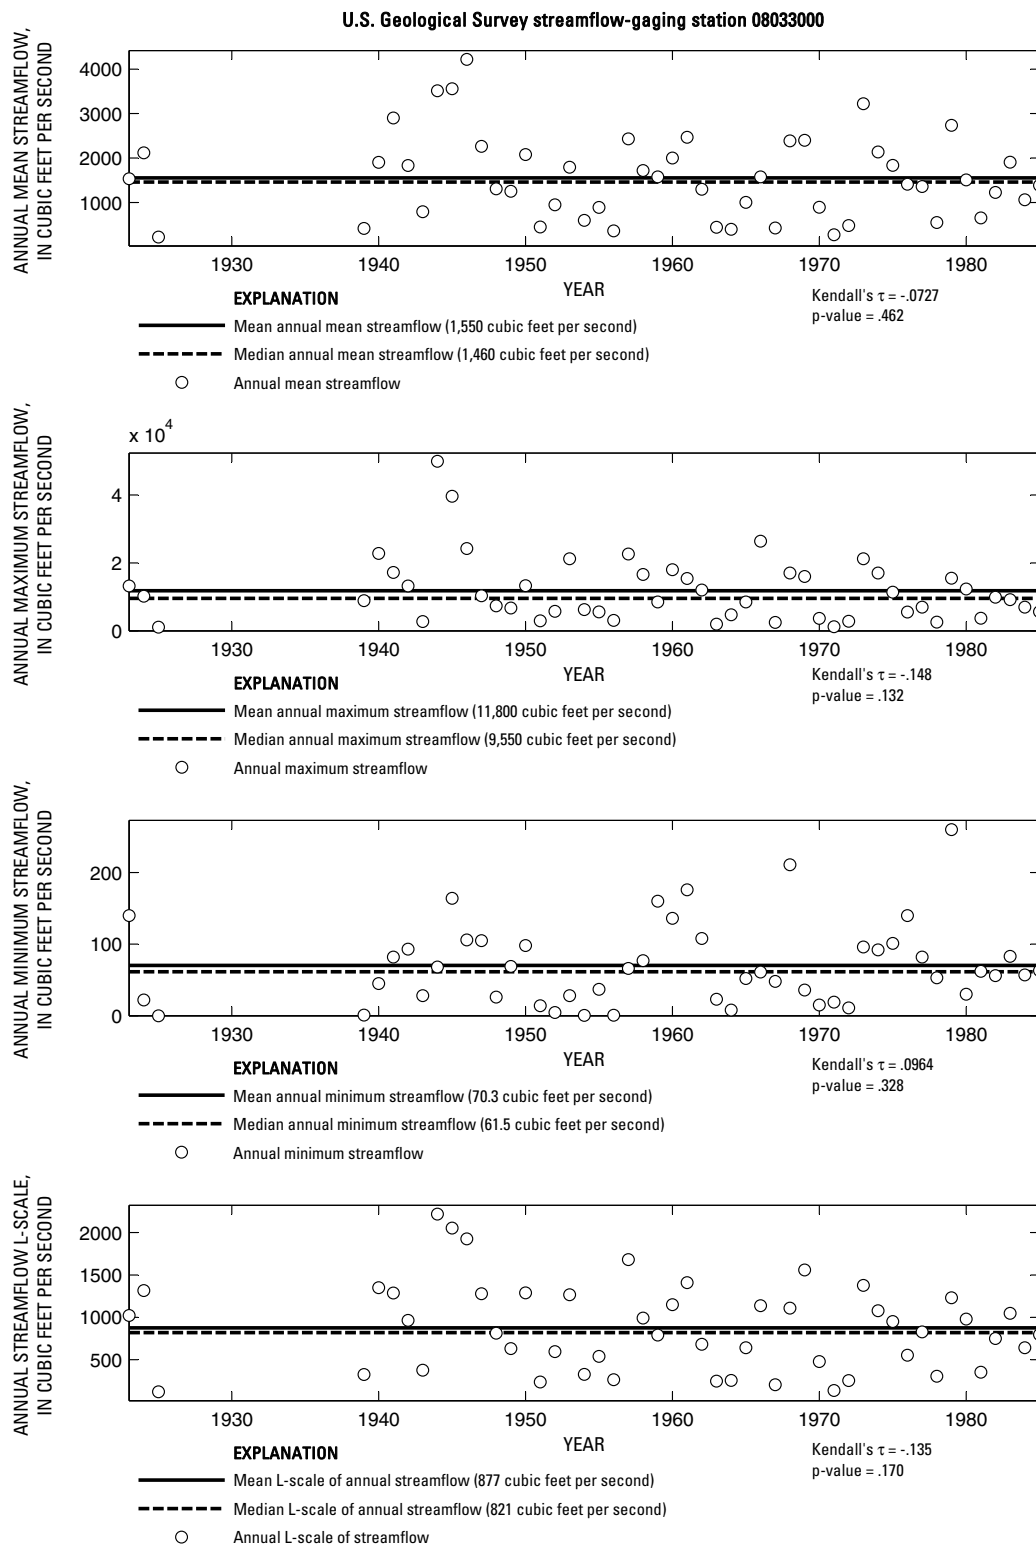 U.S. Geological Survey streamflow-gaging station 08033000
ANNUAL MEAN STREAMFLOW,
IN CUBIC FEET PER SECOND
4000
3000
2000
1000
1930 1940 1950 1960 1970 1980
YEAR
Kendall's τ = -.0727
p-value = .462
EXPLANATION
Mean annual mean streamflow (1,550 cubic feet per second)
Median annual mean streamflow (1,460 cubic feet per second)
Annual mean streamflow
ANNUAL MAXIMUM STREAMFLOW,
IN CUBIC FEET PER SECOND
x 10⁴
4
2
0
1930 1940 1950 1960 1970 1980
YEAR
Kendall's τ = -.148
p-value = .132
EXPLANATION
Mean annual maximum streamflow (11,800 cubic feet per second)
Median annual maximum streamflow (9,550 cubic feet per second)
Annual maximum streamflow
ANNUAL MINIMUM STREAMFLOW,
IN CUBIC FEET PER SECOND
200
100
0
1930 1940 1950 1960 1970 1980
YEAR
Kendall's τ = .0964
p-value = .328
EXPLANATION
Mean annual minimum streamflow (70.3 cubic feet per second)
Median annual minimum streamflow (61.5 cubic feet per second)
Annual minimum streamflow
ANNUAL STREAMFLOW L-SCALE,
IN CUBIC FEET PER SECOND
2000
1500
1000
500
1930 1940 1950 1960 1970 1980
YEAR
Kendall's τ = -.135
p-value = .170
EXPLANATION
Mean L-scale of annual streamflow (877 cubic feet per second)
Median L-scale of annual streamflow (821 cubic feet per second)
Annual L-scale of streamflow